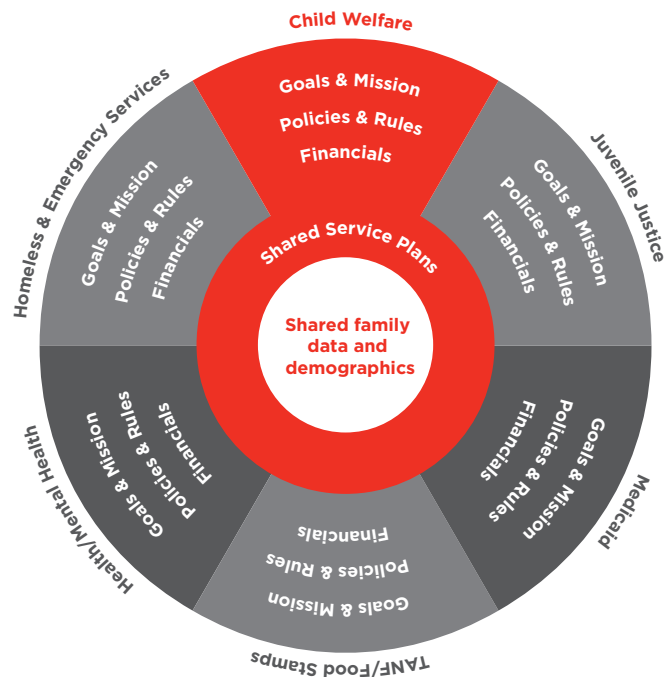 Child Welfare
Goals & Mission
Policies & Rules
Financials
Juvenile Justice
Goals & Mission
Policies & Rules
Financials
Medicaid
Goals & Mission
Policies & Rules
Financials
TANF/Food Stamps
Goals & Mission
Policies & Rules
Financials
Health/Mental Health
Goals & Mission
Policies & Rules
Financials
Homeless & Emergency Services
Goals & Mission
Policies & Rules
Financials
Shared Service Plans
Shared family
data and
demographics